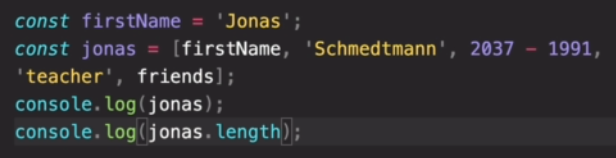 const firstName = 'Jonas';
const jonas = [firstName, 'Schmedtmann', 2037 - 1991,
'teacher', friends];
console.log(jonas);
console.log(jonas.length);